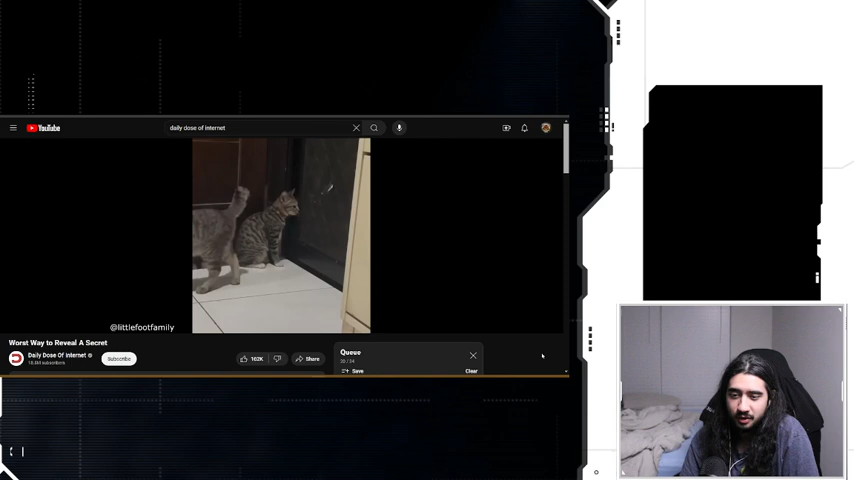 YouTube
daily dose of internet
@littlefootfamily
Worst Way to Reveal A Secret
Daily Dose Of Internet
Subscribe
102K
Share
Queue
Save
Clear